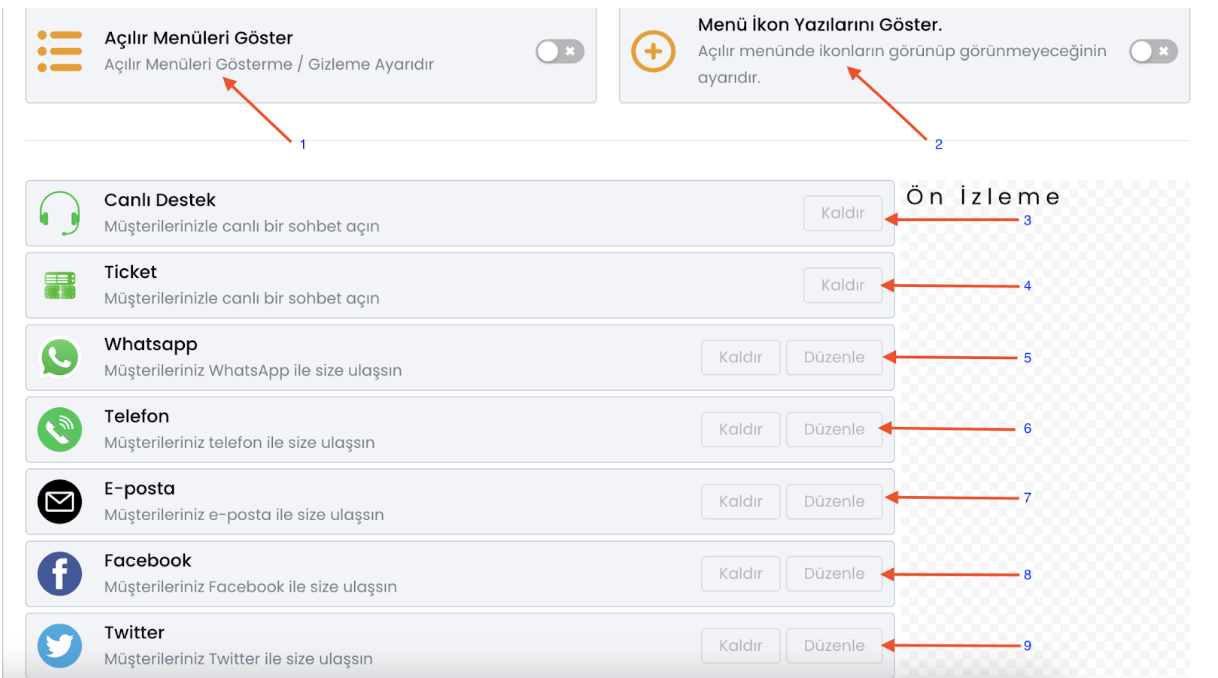 Açılır Menüleri Göster
Açılır Menüleri Gösterme / Gizleme Ayarıdır
Menü İkon Yazılarını Göster.
Açılır menünde ikonların görünüp görünmeyeceğinin
ayarıdır.
1
2
Canlı Destek
Müşterilerinizle canlı bir sohbet açın
Kaldır
Ön İzleme
3
Ticket
Müşterilerinizle canlı bir sohbet açın
Kaldır
4
Whatsapp
Müşterileriniz WhatsApp ile size ulaşsın
Kaldır
Düzenle
5
Telefon
Müşterileriniz telefon ile size ulaşsın
Kaldır
Düzenle
6
E-posta
Müşterileriniz e-posta ile size ulaşsın
Kaldır
Düzenle
7
Facebook
Müşterileriniz Facebook ile size ulaşsın
Kaldır
Düzenle
8
Twitter
Müşterileriniz Twitter ile size ulaşsın
Kaldır
Düzenle
9